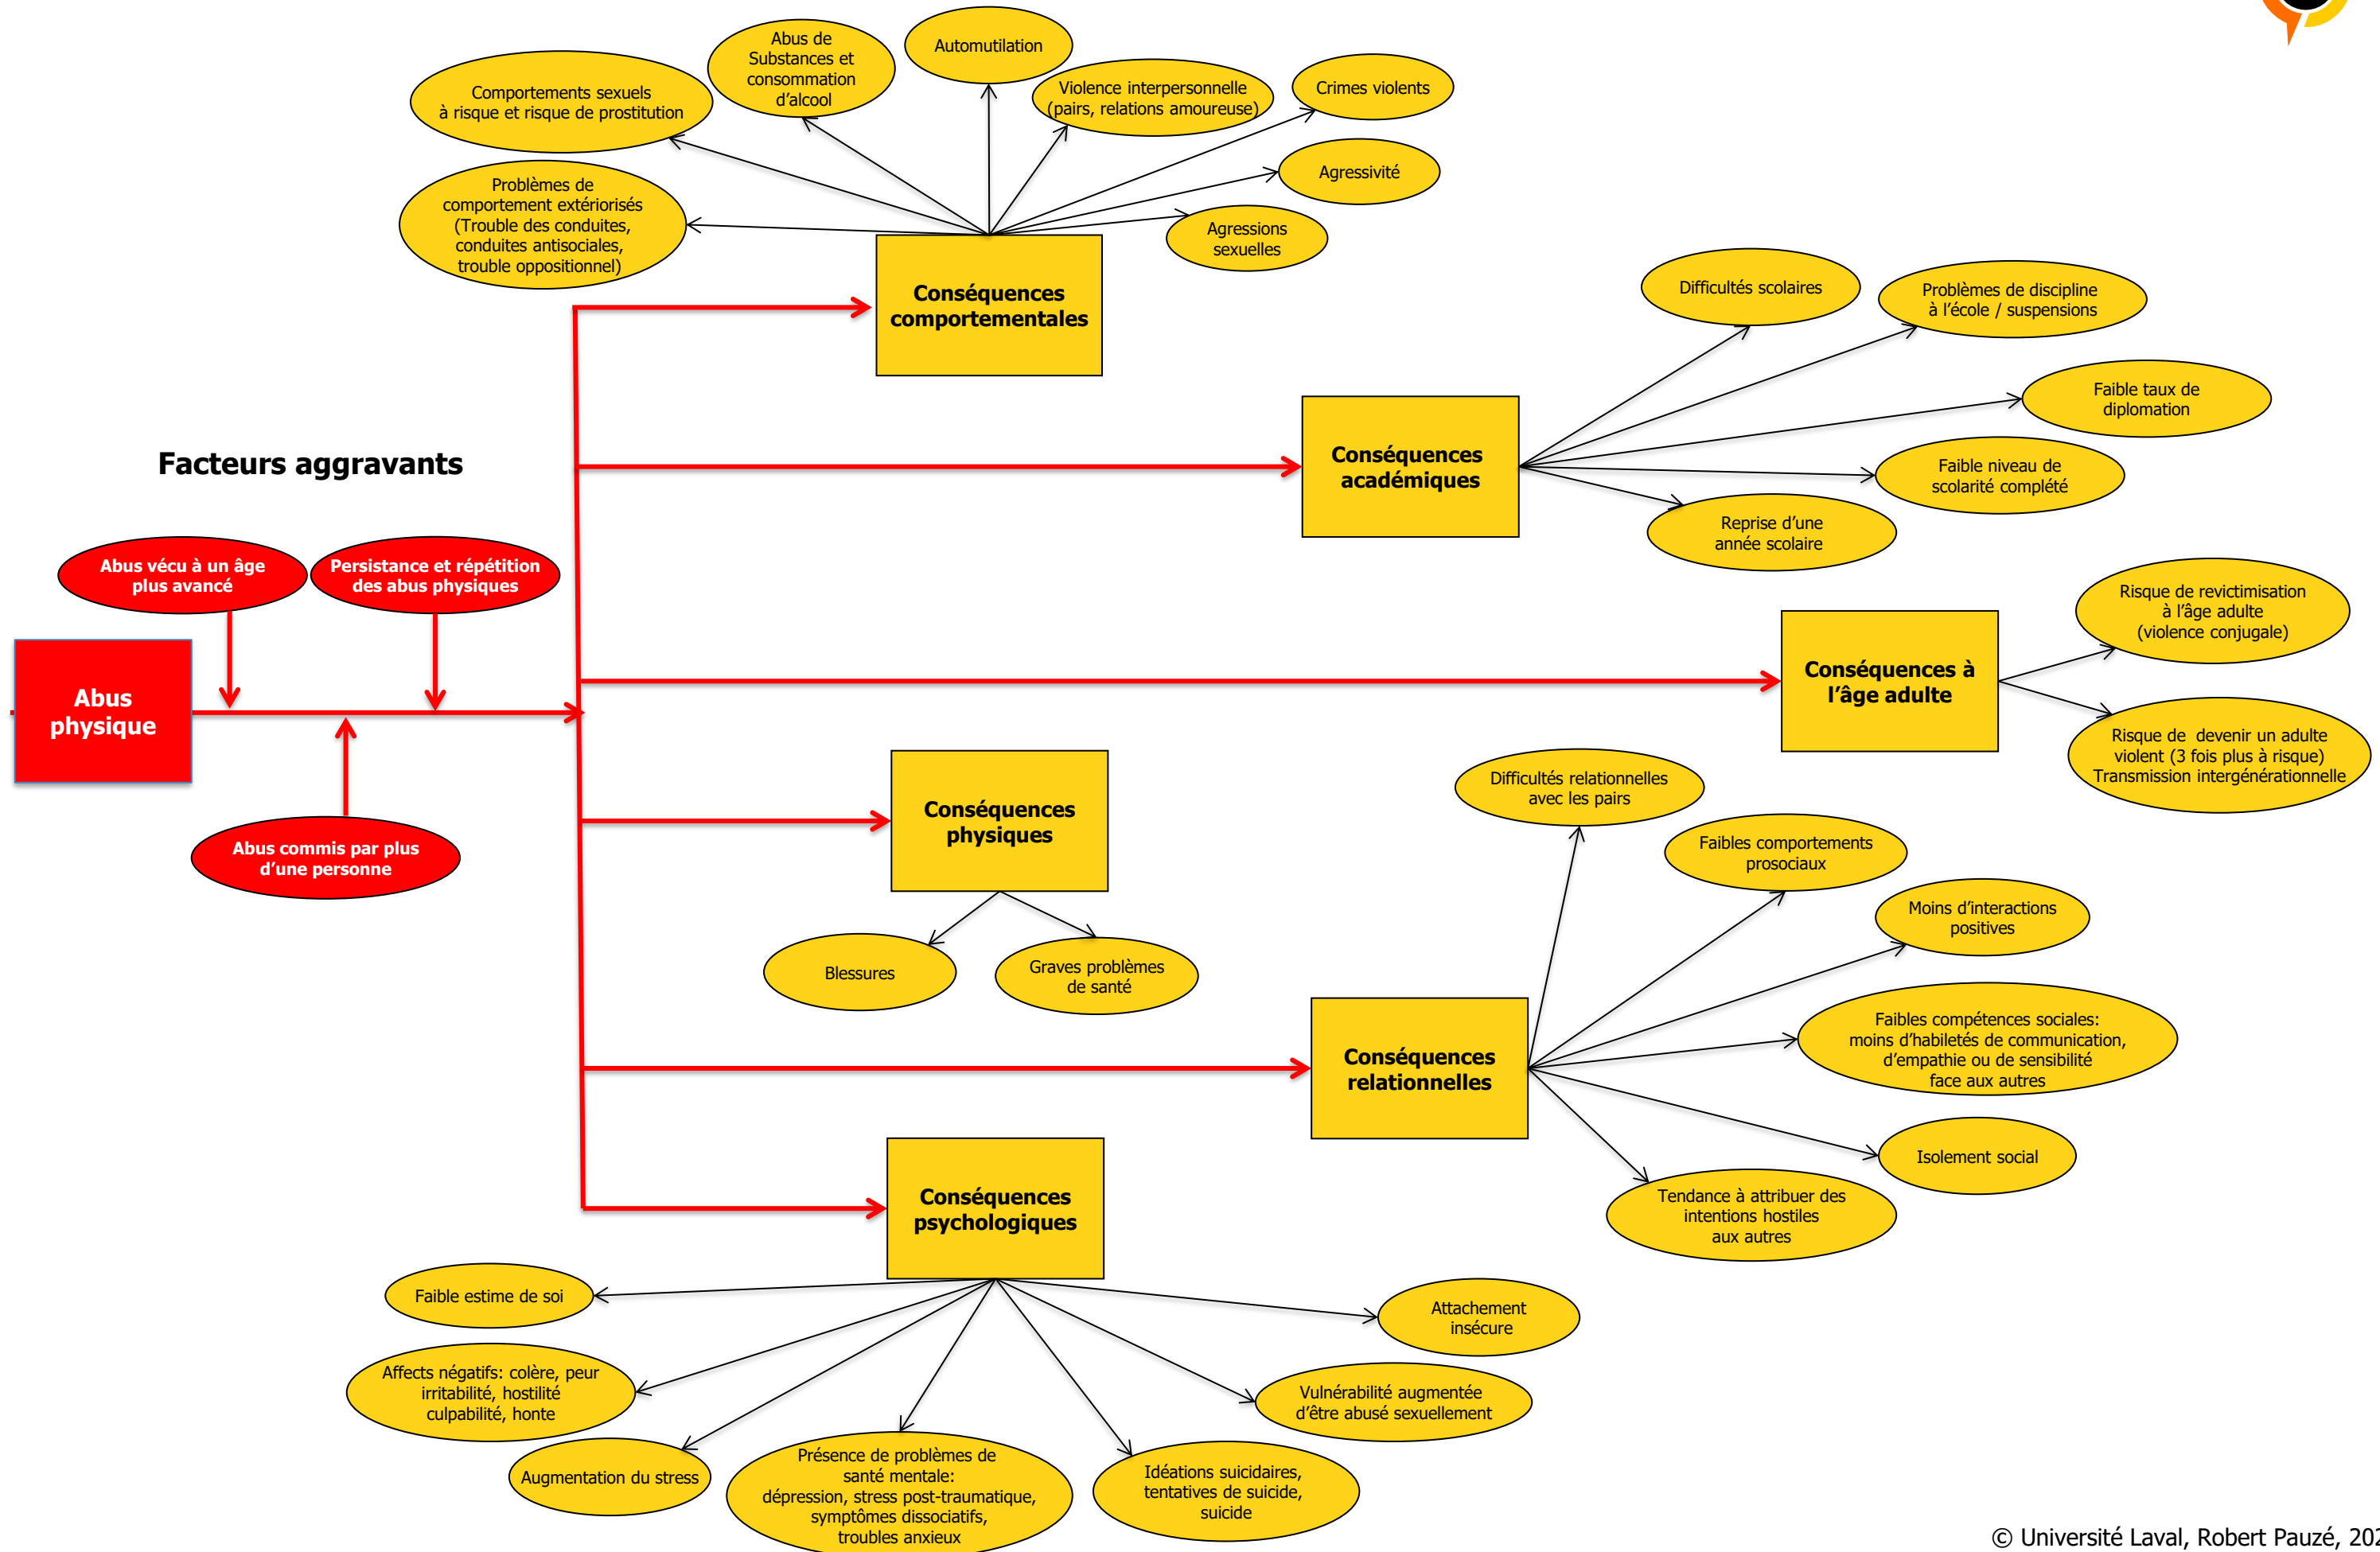 Abus de
Substances et
consommation
d'alcool
Automutilation
Comportements sexuels
à risque et risque de prostitution
Violence interpersonnelle
(pairs, relations amoureuse)
Crimes violents
Agressivité
Problèmes de
comportement extériorisés
(Trouble des conduites,
conduites antisociales,
trouble oppositionnel)
Agressions
sexuelles
Conséquences
comportementales
Difficultés scolaires
Problèmes de discipline
à l'école / suspensions
Faible taux de
diplomation
Conséquences
académiques
Faible niveau de
scolarité complété
Reprise d'une
année scolaire
Facteurs aggravants
Abus vécu à un âge
plus avancé
Persistance et répétition
des abus physiques
Abus
physique
Abus commis par plus
d'une personne
Conséquences à
l'âge adulte
Risque de revictimisation
à l'âge adulte
(violence conjugale)
Risque de  devenir un adulte
violent (3 fois plus à risque)
Transmission intergénérationnelle
Conséquences
physiques
Blessures
Graves problèmes
de santé
Difficultés relationnelles
avec les pairs
Faibles comportements
prosociaux
Moins d'interactions
positives
Conséquences
relationnelles
Faibles compétences sociales:
moins d'habiletés de communication,
d'empathie ou de sensibilité
face aux autres
Isolement social
Tendance à attribuer des
intentions hostiles
aux autres
Conséquences
psychologiques
Faible estime de soi
Attachement
insécure
Affects négatifs: colère, peur
irritabilité, hostilité
culpabilité, honte
Vulnérabilité augmentée
d'être abusé sexuellement
Augmentation du stress
Présence de problèmes de
santé mentale:
dépression, stress post-traumatique,
symptômes dissociatifs,
troubles anxieux
Idéations suicidaires,
tentatives de suicide,
suicide
© Université Laval, Robert Pauzé,